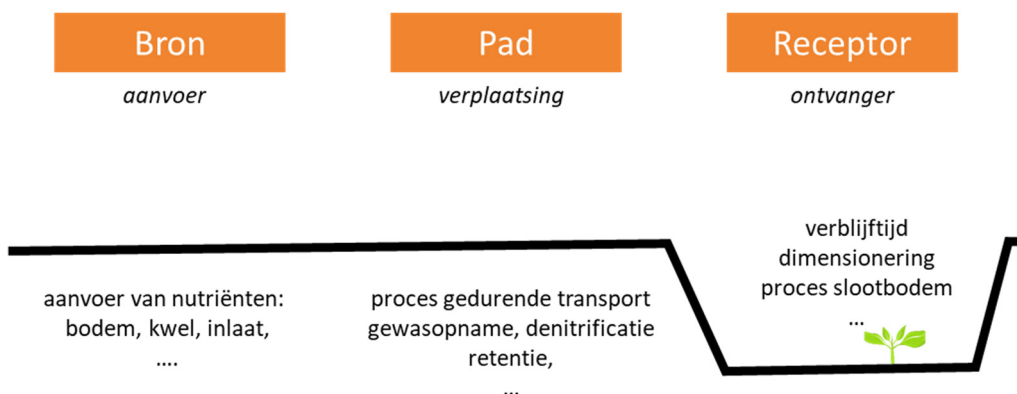 Bron
aanvoer
Pad
verplaatsing
Receptor
ontvanger
aanvoer van nutriënten:
bodem, kwel, inlaat,
....
proces gedurende transport
gewasopname, denitrificatie
retentie,
...
verblijftijd
dimensionering
proces slootbodem
...